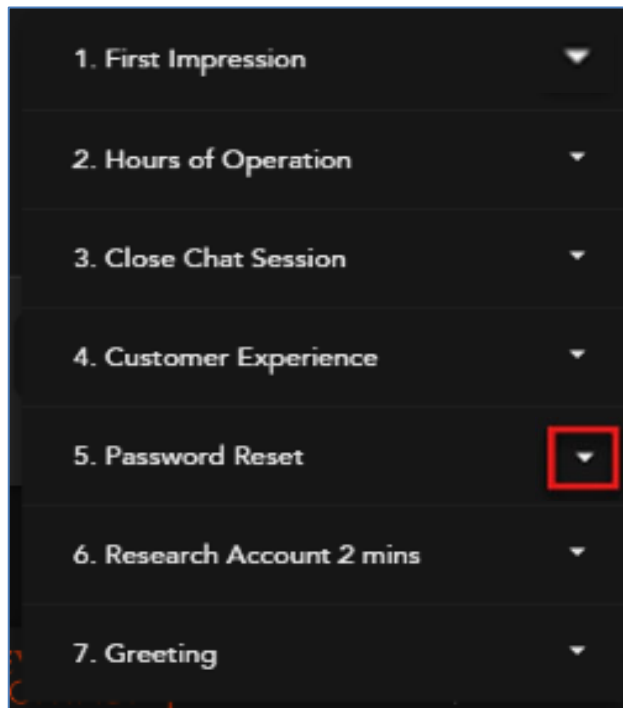 1. First Impression
2. Hours of Operation
3. Close Chat Session
4. Customer Experience
5. Password Reset
6. Research Account 2 mins
7. Greeting